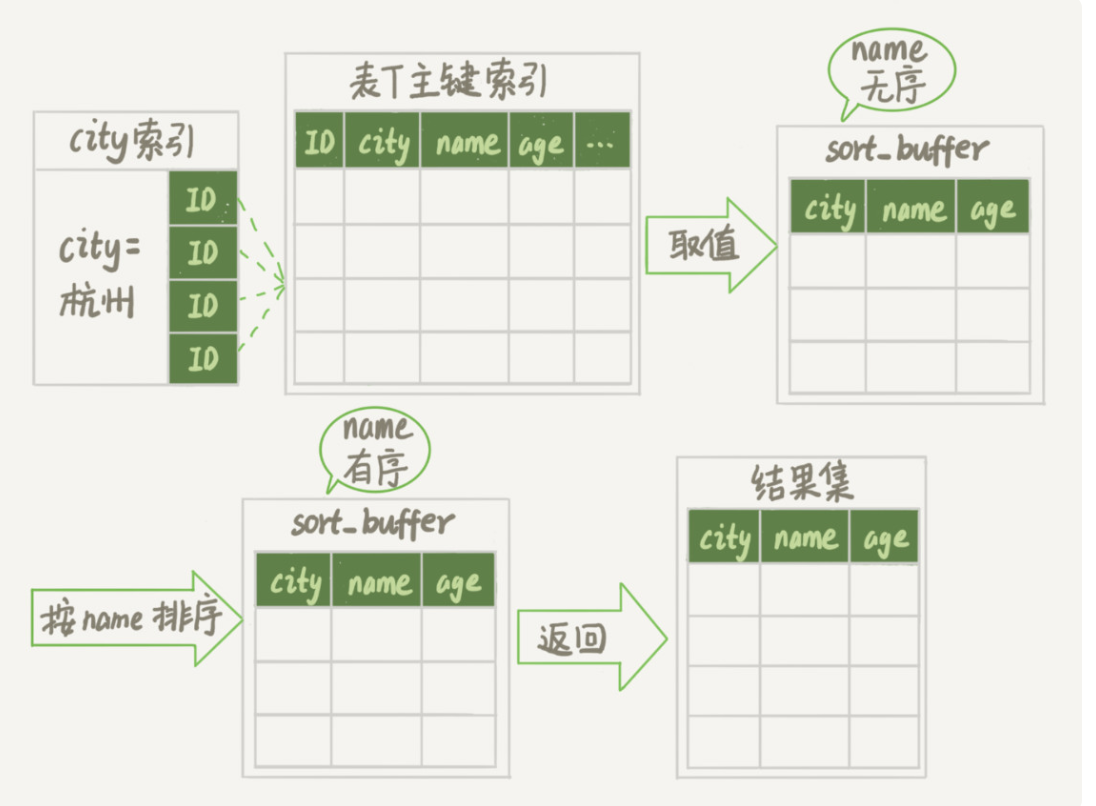 city索引
city=
杭州
ID
ID
ID
ID
表T主键索引
ID city name age ...
取值
name
无序
sort_buffer
city name age
按name排序
name
有序
sort_buffer
city name age
返回
结果集
city name age